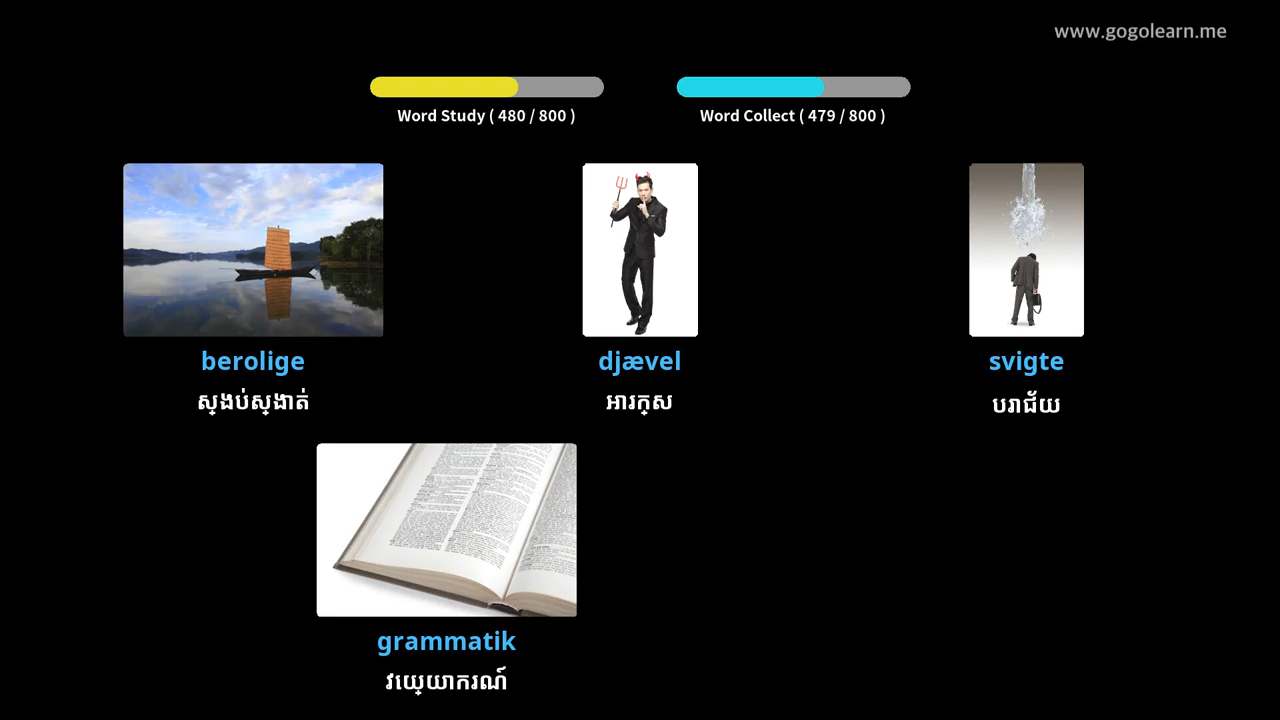 www.gogolearn.me
Word Study ( 480 / 800 )
Word Collect ( 479 / 800 )
berolige
djævel
svigte
ស្ងប់ស្ងាត់
អារក្ស
បរាជ័យ
grammatik
វេយ្យាករណ៍